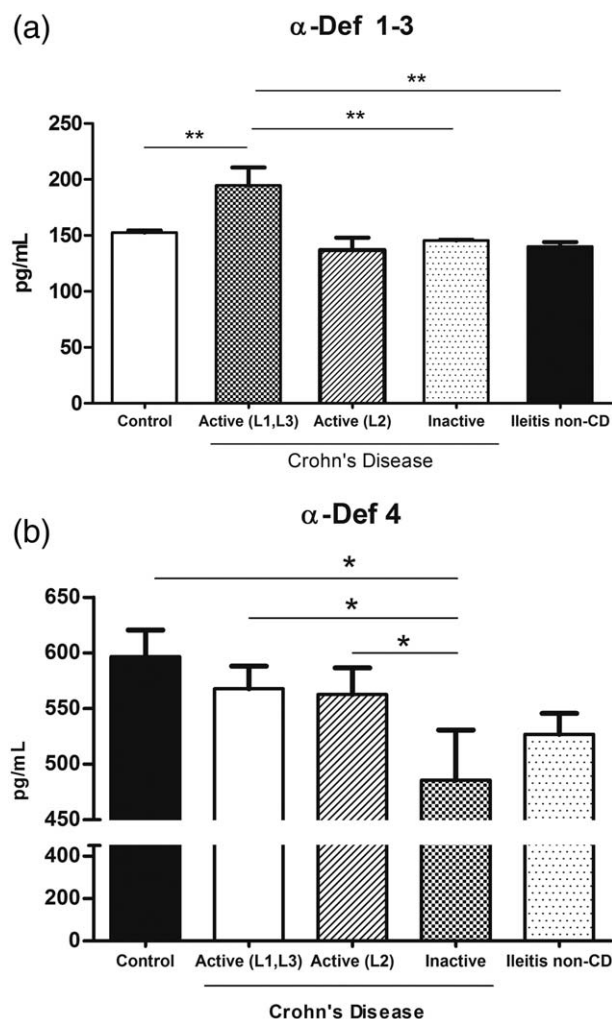 (a)
α-Def 1-3
**
**
**
250
200
150
100
50
0
pg/mL
Control Active (L1,L3) Active (L2) Inactive Ileitis non-CD
Crohn's Disease
(b)
α-Def 4
*
*
*
650
600
550
500
450
400
200
0
pg/mL
Control Active (L1,L3) Active (L2) Inactive Ileitis non-CD
Crohn's Disease